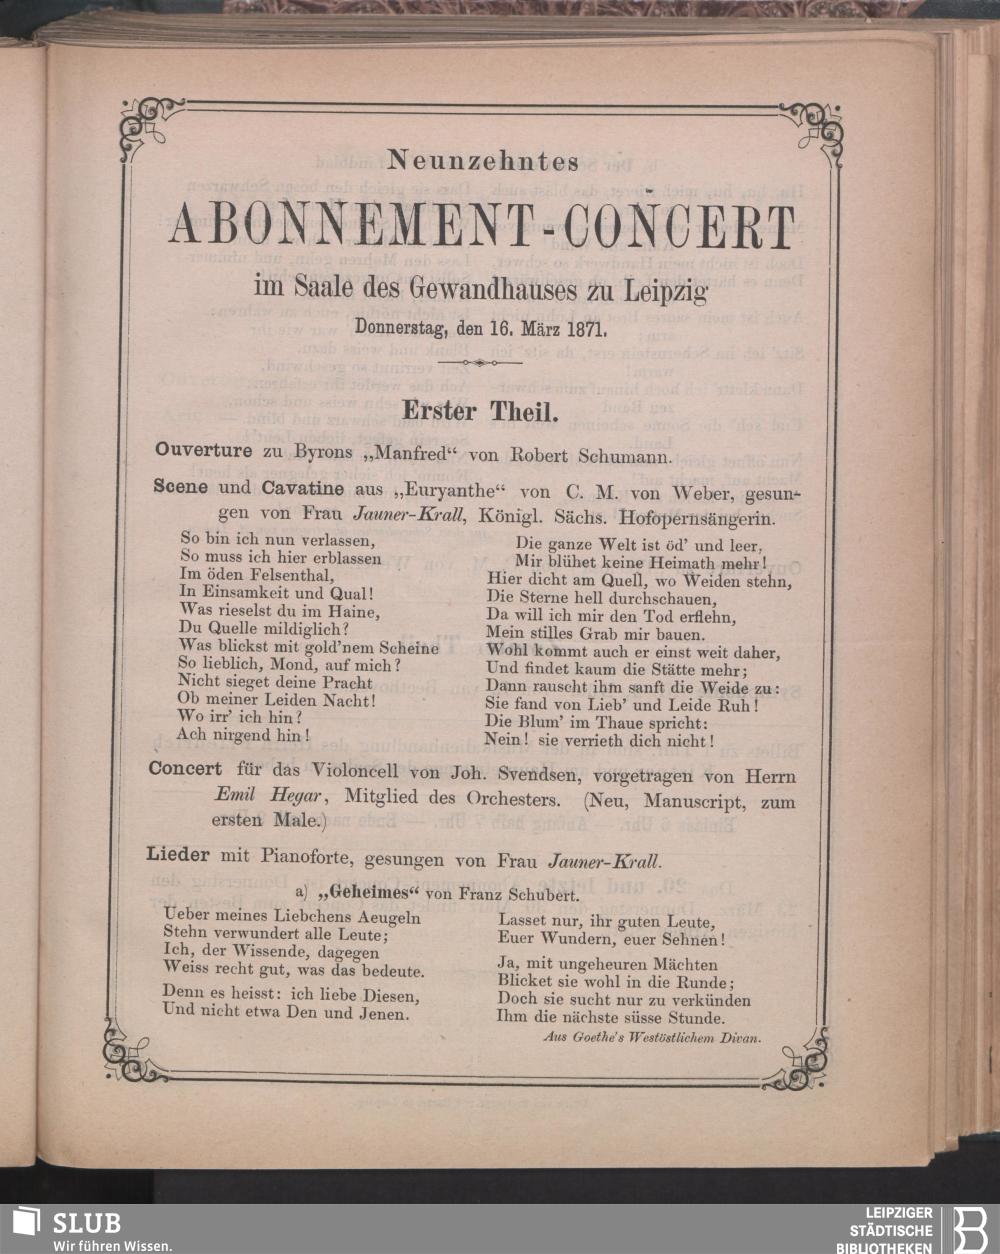 Neunzehntes
ABONNEMENT-CONCERT
im Saale des Gewandhauses zu Leipzig
Donnerstag, den 16. März 1871.
Erster Theil.
Ouverture zu Byrons „Manfred“ von Robert Schumann.
Scene und Cavatine aus „Euryanthe“ von C. M. von Weber, gesun-
gen von Frau Jauner-Krall, Königl. Sächs. Hofopernsängerin.
So bin ich nun verlassen,
So muss ich hier erblassen
Im öden Felsenthal,
In Einsamkeit und Qual!
Was rieselst du im Haine,
Du Quelle mildiglich?
Was blickst mit gold'nem Scheine
So lieblich, Mond, auf mich?
Nicht sieget deine Pracht
Ob meiner Leiden Nacht!
Wo irr' ich hin?
Ach nirgend hin!
Die ganze Welt ist öd' und leer,
Mir blühet keine Heimath mehr!
Hier dicht am Quell, wo Weiden stehn,
Die Sterne hell durchschauen,
Da will ich mir den Tod erflehn,
Mein stilles Grab mir bauen.
Wohl kommt auch er einst weit daher,
Und findet kaum die Stätte mehr;
Dann rauscht ihm sanft die Weide zu:
Sie fand von Lieb' und Leide Ruh!
Die Blum' im Thaue spricht:
Nein! sie verrieth dich nicht!
Concert für das Violoncell von Joh. Svendsen, vorgetragen von Herrn
Emil Hegar, Mitglied des Orchesters. (Neu, Manuscript, zum
ersten Male.)
Lieder mit Pianoforte, gesungen von Frau Jauner-Krall.
a) „Geheimes“ von Franz Schubert.
Ueber meines Liebchens Aeugeln
Stehn verwundert alle Leute;
Ich, der Wissende, dagegen
Weiss recht gut, was das bedeute.
Denn es heisst: ich liebe Diesen,
Und nicht etwa Den und Jenen.
Lasset nur, ihr guten Leute,
Euer Wundern, euer Sehnen!
Ja, mit ungeheuren Mächten
Blicket sie wohl in die Runde;
Doch sie sucht nur zu verkünden
Ihm die nächste süsse Stunde.
Aus Goethe's Westöstlichem Divan.
SLUB
Wir führen Wissen.
LEIPZIGER
STÄDTISCHE
BIBLIOTHEKEN